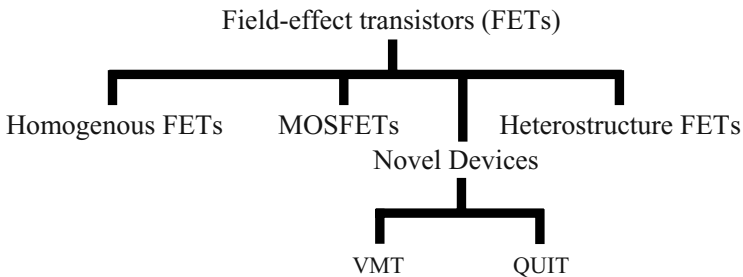 Field-effect transistors (FETs)
Homogenous FETs
MOSFETs
Heterostructure FETs
Novel Devices
VMT
QUIT